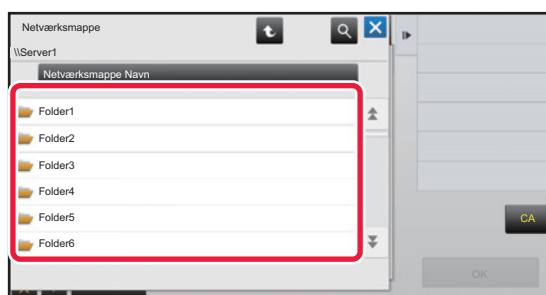 Netværksmappe
\\Server1
Netværksmappe Navn
Folder1
Folder2
Folder3
Folder4
Folder5
Folder6
CA
OK